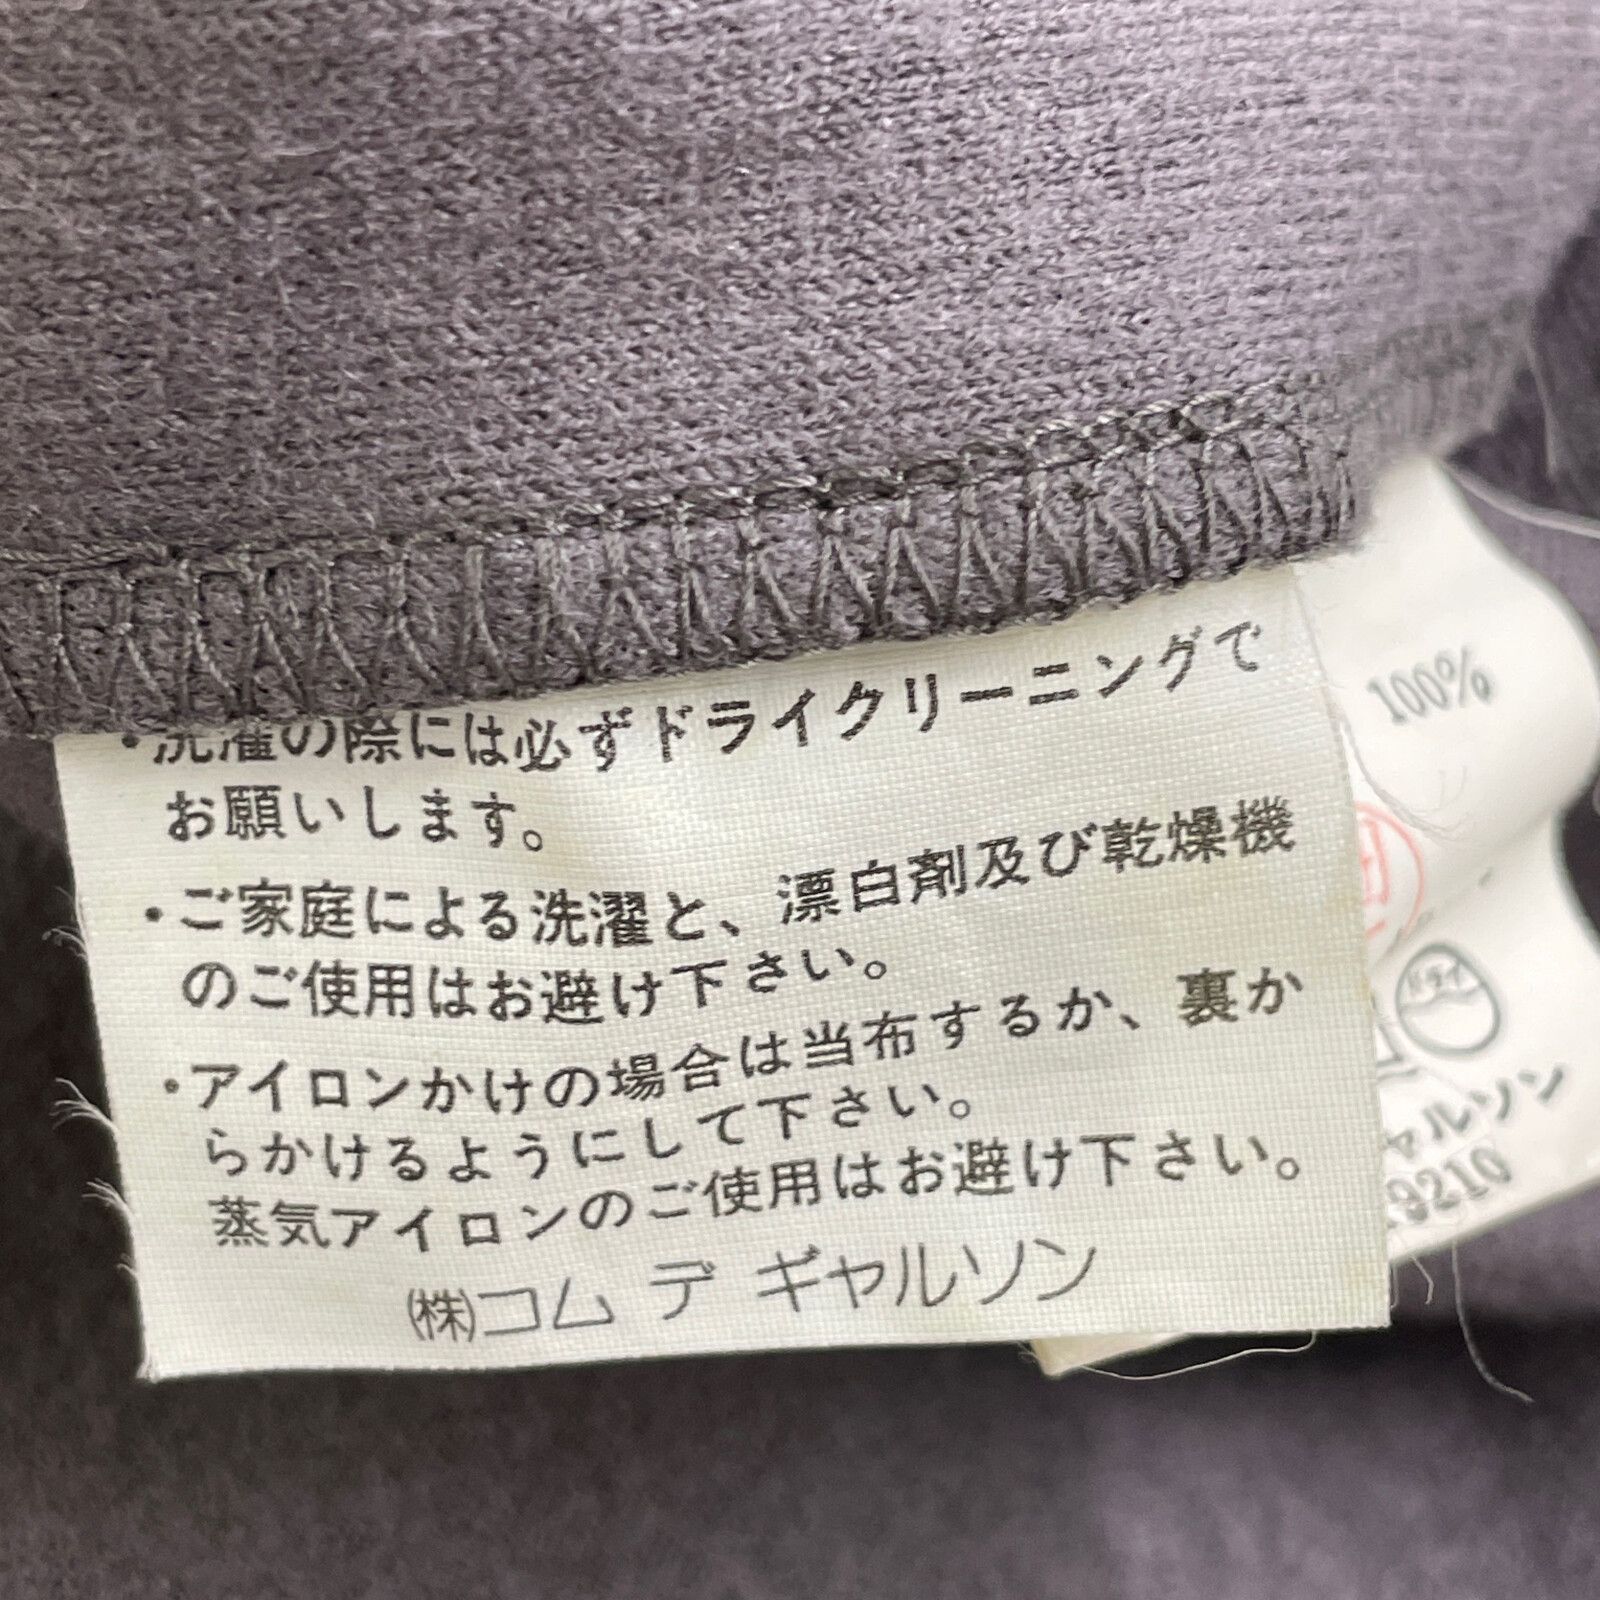 ・洗濯の際には必ずドライクリーニングで
お願いします。
・ご家庭による洗濯と、漂白剤及び乾燥機
のご使用はお避け下さい。
・アイロンかけの場合は当布するか、裏か
らかけるようにして下さい。
蒸気アイロンのご使用はお避け下さい。
(株)コム デ ギャルソン
100%
ドライ
ャルソン
9210